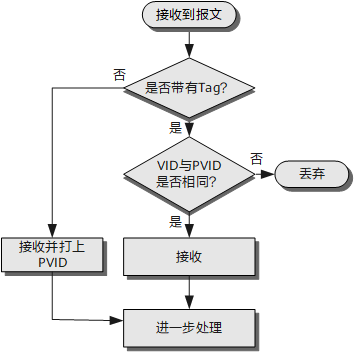 接收到报文
否
是否带有Tag?
是
VID与PVID
是否相同?
否
丢弃
是
接收并打上
PVID
接收
进一步处理